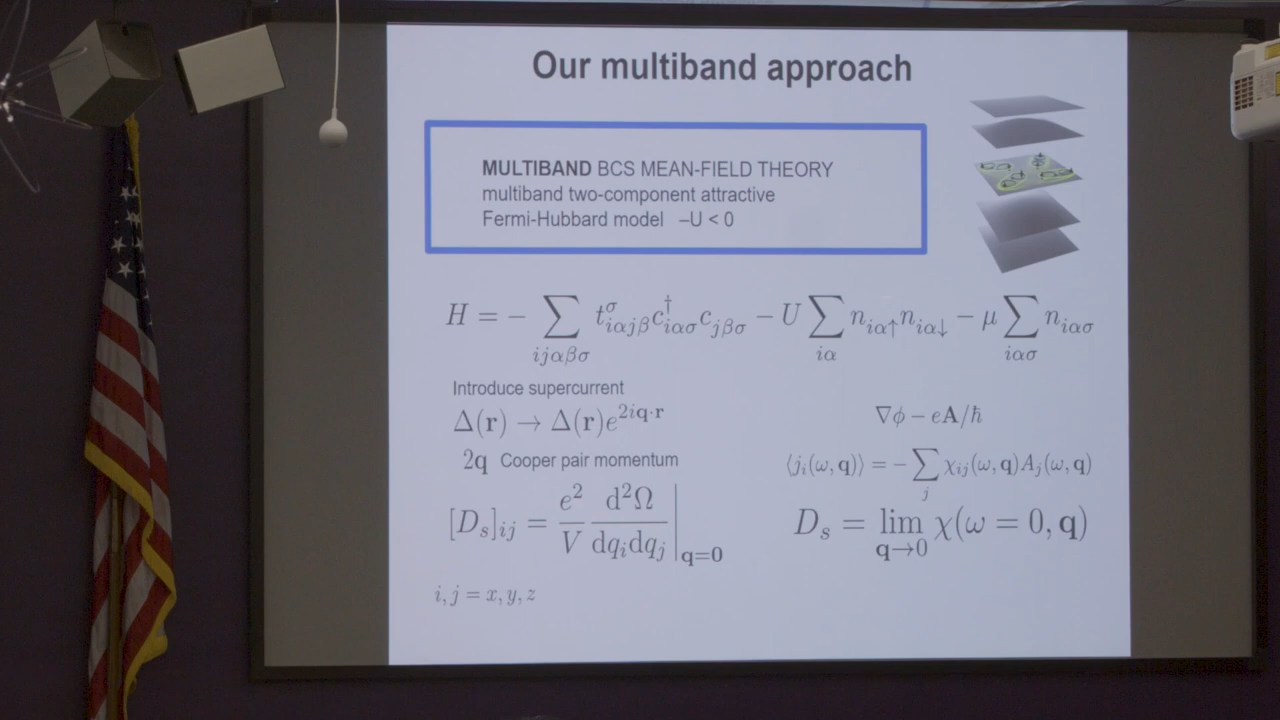 Our multiband approach
MULTIBAND BCS MEAN-FIELD THEORY
multiband two-component attractive
Fermi-Hubbard model –U < 0
H = − ∑_{ijαβσ} t^σ_{iαjβ} c^†_{iασ} c_{jβσ} − U ∑_{iα} n_{iα↑} n_{iα↓} − μ ∑_{iασ} n_{iασ}
Introduce supercurrent
Δ(r) → Δ(r)e^{2iq·r}
∇φ − eA/ħ
2q Cooper pair momentum
⟨j_i(ω, q)⟩ = − ∑_j χ_{ij}(ω, q)A_j(ω, q)
[D_s]_{ij} = e²/V d²Ω/dq_i dq_j |_{q=0}
D_s = lim_{q→0} χ(ω = 0, q)
i, j = x, y, z